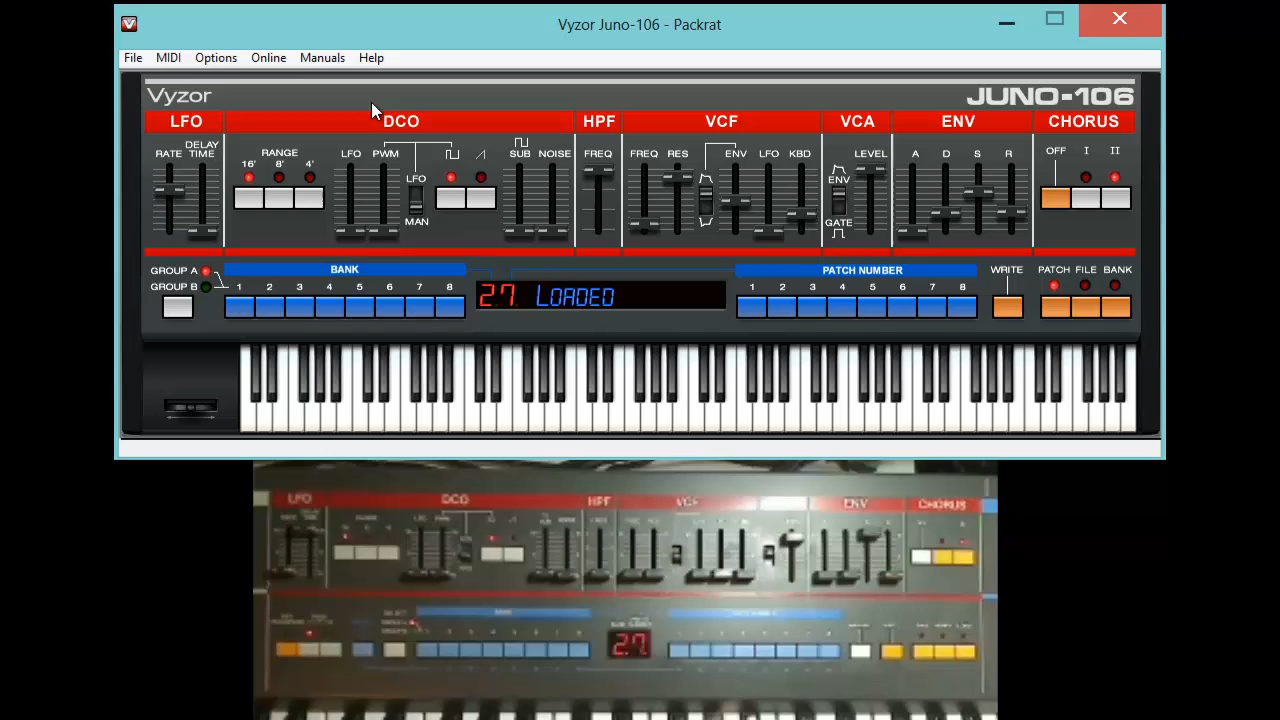 Vyzor Juno-106 - Packrat
File MIDI Options Online Manuals Help
Vyzor JUNO-106
LFO DCO HPF VCF VCA ENV CHORUS
RATE DELAY TIME RANGE LFO PWM SUB NOISE FREQ FREQ RES ENV LFO KBD LEVEL A D S R OFF I II
16' 8' 4' LFO ENV
MAN GATE
GROUP A BANK PATCH NUMBER WRITE PATCH FILE BANK
GROUP B 1 2 3 4 5 6 7 8 1 2 3 4 5 6 7 8
27. LOADED
LFO DCO HPF VCF ENV CHORUS
27